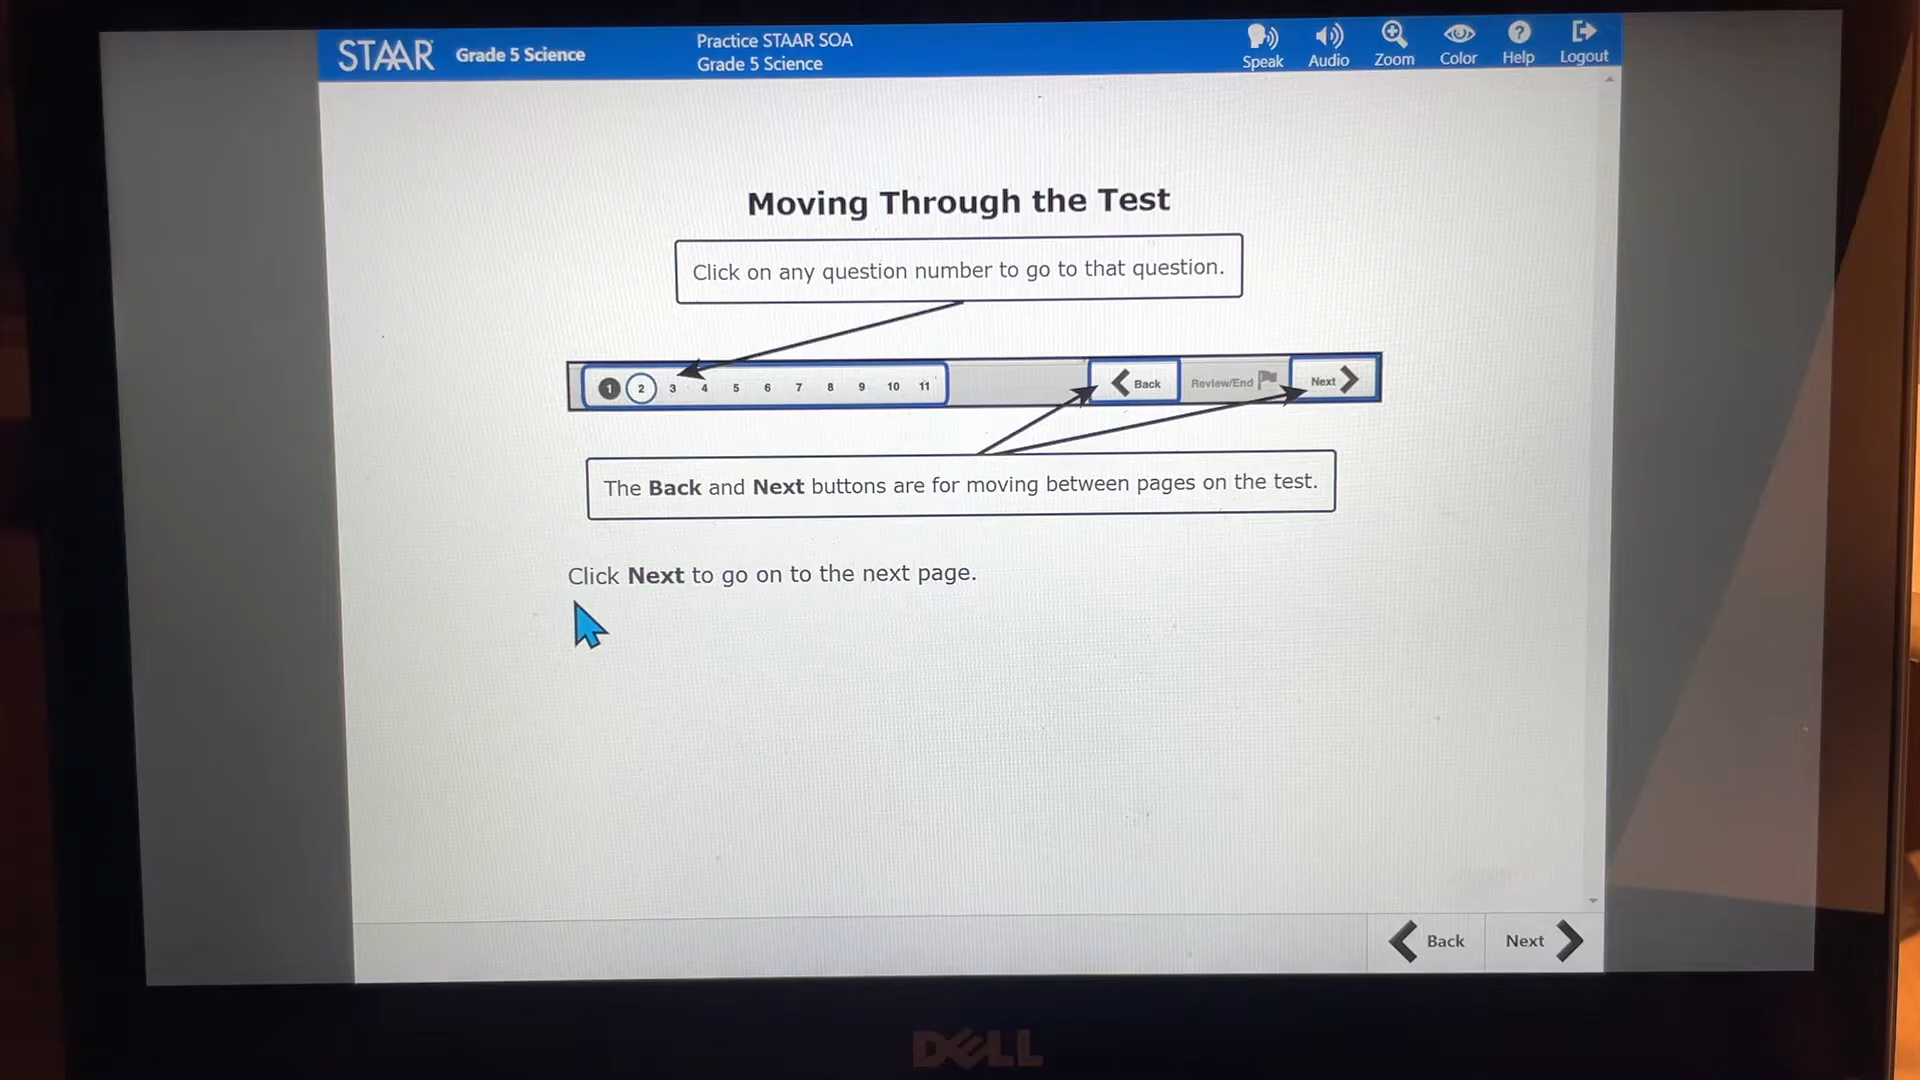 STAAR Grade 5 Science
Practice STAAR SOA
Grade 5 Science
Speak Audio Zoom Color Help Logout
Moving Through the Test
Click on any question number to go to that question.
1 2 3 4 5 6 7 8 9 10 11 Back Review/End Next
The Back and Next buttons are for moving between pages on the test.
Click Next to go on to the next page.
Back Next
DELL